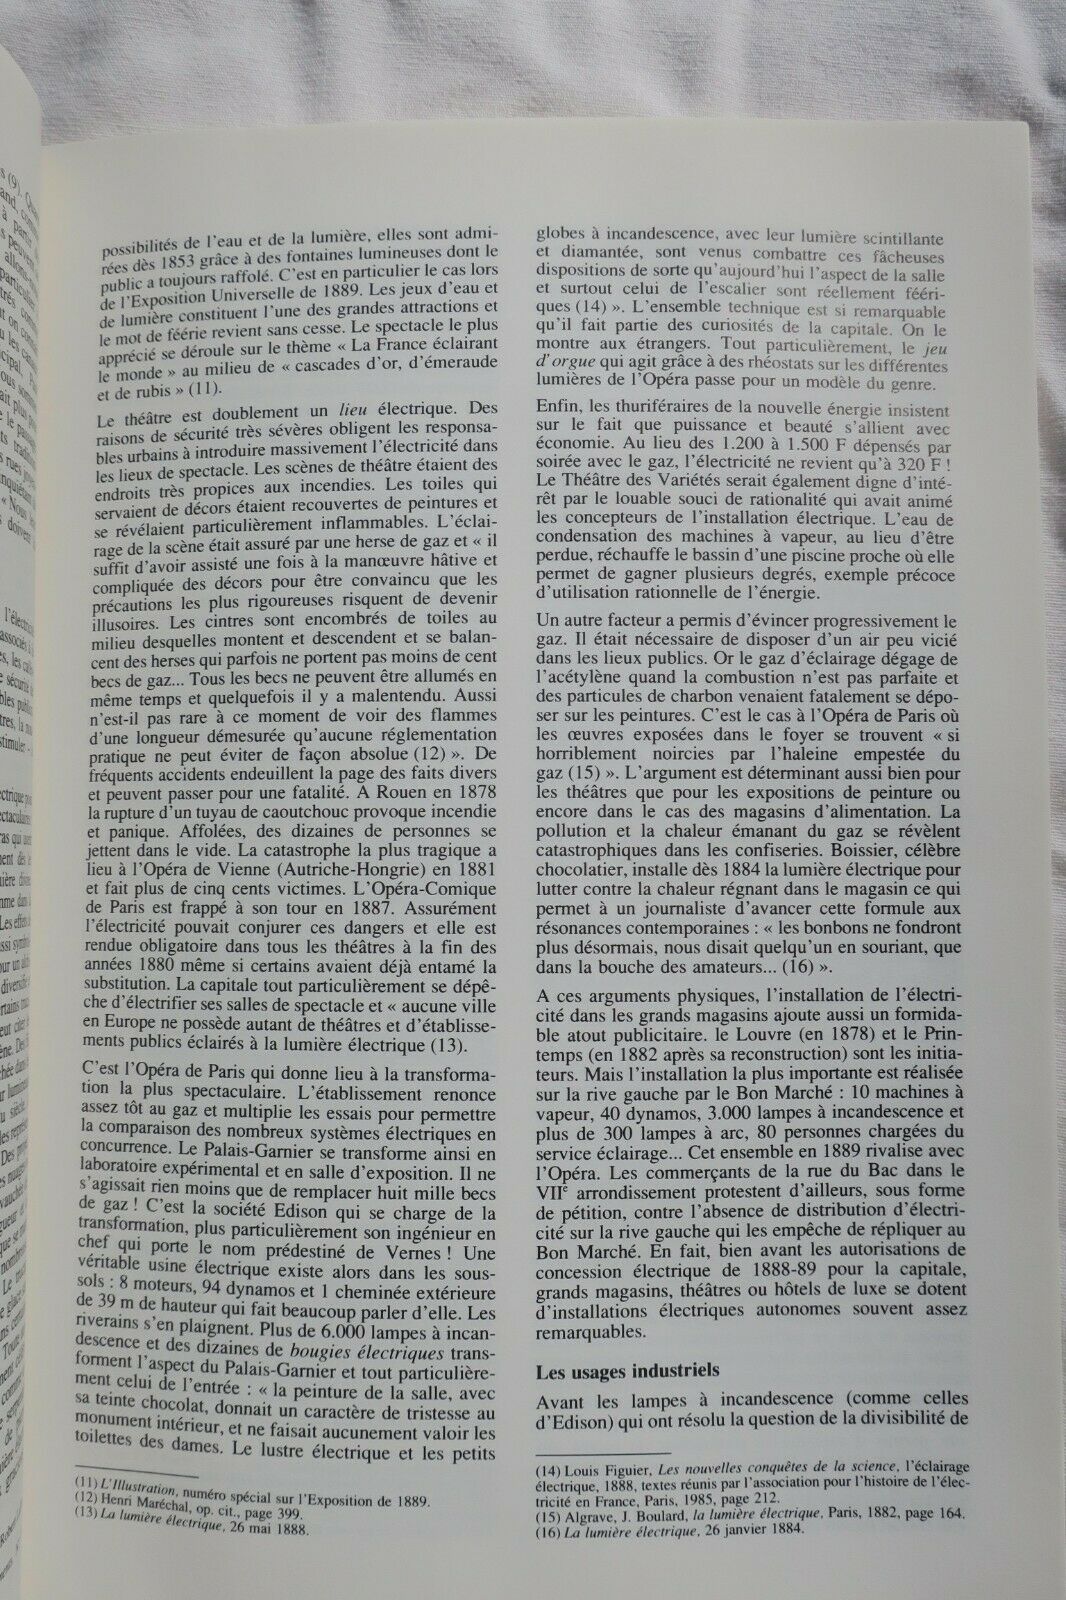 possibilités de l'eau et de la lumière, elles sont admi-
rées dès 1853 grâce à des fontaines lumineuses dont le
public a toujours raffolé. C'est en particulier le cas lors
de l'Exposition Universelle de 1889. Les jeux d'eau et
de lumière constituent l'une des grandes attractions et
le mot de féérie revient sans cesse. Le spectacle le plus
apprécié se déroule sur le thème « La France éclairant
le monde » au milieu de « cascades d'or, d'émeraude
et de rubis » (11).
Le théâtre est doublement un lieu électrique. Des
raisons de sécurité très sévères obligent les responsa-
bles urbains à introduire massivement l'électricité dans
les lieux de spectacle. Les scènes de théâtre étaient des
endroits très propices aux incendies. Les toiles qui
servaient de décors étaient recouvertes de peintures et
se révélaient particulièrement inflammables. L'éclai-
rage de la scène était assuré par une herse de gaz et « il
suffit d'avoir assisté une fois à la manœuvre hâtive et
compliquée des décors pour être convaincu que les
précautions les plus rigoureuses risquent de devenir
illusoires. Les cintres sont encombrés de toiles au
milieu desquelles montent et descendent et se balan-
cent des herses qui parfois ne portent pas moins de cent
becs de gaz... Tous les becs ne peuvent être allumés en
même temps et quelquefois il y a malentendu. Aussi
n'est-il pas rare à ce moment de voir des flammes
d'une longueur démesurée qu'aucune réglementation
pratique ne peut éviter de façon absolue (12) ». De
fréquents accidents endeuillent la page des faits divers
et peuvent passer pour une fatalité. A Rouen en 1878
la rupture d'un tuyau de caoutchouc provoque incendie
et panique. Affolées, des dizaines de personnes se
jettent dans le vide. La catastrophe la plus tragique a
lieu à l'Opéra de Vienne (Autriche-Hongrie) en 1881
et fait plus de cinq cents victimes. L'Opéra-Comique
de Paris est frappé à son tour en 1887. Assurément
l'électricité pouvait conjurer ces dangers et elle est
rendue obligatoire dans tous les théâtres à la fin des
années 1880 même si certains avaient déjà entamé la
substitution. La capitale tout particulièrement se dépê-
che d'électrifier ses salles de spectacle et « aucune ville
en Europe ne possède autant de théâtres et d'établisse-
ments publics éclairés à la lumière électrique (13).
C'est l'Opéra de Paris qui donne lieu à la transforma-
tion la plus spectaculaire. L'établissement renonce
assez tôt au gaz et multiplie les essais pour permettre
la comparaison des nombreux systèmes électriques en
concurrence. Le Palais-Garnier se transforme ainsi en
laboratoire expérimental et en salle d'exposition. Il ne
s'agissait rien moins que de remplacer huit mille becs
de gaz ! C'est la société Edison qui se charge de la
transformation, plus particulièrement son ingénieur en
chef qui porte le nom prédestiné de Vernes ! Une
véritable usine électrique existe alors dans les sous-
sols : 8 moteurs, 94 dynamos et 1 cheminée extérieure
de 39 m de hauteur qui fait beaucoup parler d'elle. Les
riverains s'en plaignent. Plus de 6.000 lampes à incan-
descence et des dizaines de bougies électriques trans-
forment l'aspect du Palais-Garnier et tout particulière-
ment celui de l'entrée : « la peinture de la salle, avec
sa teinte chocolat, donnait un caractère de tristesse au
monument intérieur, et ne faisait aucunement valoir les
toilettes des dames. Le lustre électrique et les petits
(11) L'Illustration, numéro spécial sur l'Exposition de 1889.
(12) Henri Maréchal, op. cit., page 399.
(13) La lumière électrique, 26 mai 1888.
globes à incandescence, avec leur lumière scintillante
et diamantée, sont venus combattre ces fâcheuses
dispositions de sorte qu'aujourd'hui l'aspect de la salle
et surtout celui de l'escalier sont réellement fééri-
ques (14) ». L'ensemble technique est si remarquable
qu'il fait partie des curiosités de la capitale. On le
montre aux étrangers. Tout particulièrement, le jeu
d'orgue qui agit grâce à des rhéostats sur les différentes
lumières de l'Opéra passe pour un modèle du genre.
Enfin, les thuriféraires de la nouvelle énergie insistent
sur le fait que puissance et beauté s'allient avec
économie. Au lieu des 1.200 à 1.500 F dépensés par
soirée avec le gaz, l'électricité ne revient qu'à 320 F !
Le Théâtre des Variétés serait également digne d'inté-
rêt par le louable souci de rationalité qui avait animé
les concepteurs de l'installation électrique. L'eau de
condensation des machines à vapeur, au lieu d'être
perdue, réchauffe le bassin d'une piscine proche où elle
permet de gagner plusieurs degrés, exemple précoce
d'utilisation rationnelle de l'énergie.
Un autre facteur a permis d'évincer progressivement le
gaz. Il était nécessaire de disposer d'un air peu vicié
dans les lieux publics. Or le gaz d'éclairage dégage de
l'acétylène quand la combustion n'est pas parfaite et
des particules de charbon venaient fatalement se dépo-
ser sur les peintures. C'est le cas à l'Opéra de Paris où
les œuvres exposées dans le foyer se trouvent « si
horriblement noircies par l'haleine empestée du
gaz (15) ». L'argument est déterminant aussi bien pour
les théâtres que pour les expositions de peinture ou
encore dans le cas des magasins d'alimentation. La
pollution et la chaleur émanant du gaz se révèlent
catastrophiques dans les confiseries. Boissier, célèbre
chocolatier, installe dès 1884 la lumière électrique pour
lutter contre la chaleur régnant dans le magasin ce qui
permet à un journaliste d'avancer cette formule aux
résonances contemporaines : « les bonbons ne fondront
plus désormais, nous disait quelqu'un en souriant, que
dans la bouche des amateurs... (16) ».
A ces arguments physiques, l'installation de l'électri-
cité dans les grands magasins ajoute aussi un formida-
ble atout publicitaire. le Louvre (en 1878) et le Prin-
temps (en 1882 après sa reconstruction) sont les initia-
teurs. Mais l'installation la plus importante est réalisée
sur la rive gauche par le Bon Marché : 10 machines à
vapeur, 40 dynamos, 3.000 lampes à incandescence et
plus de 300 lampes à arc, 80 personnes chargées du
service éclairage... Cet ensemble en 1889 rivalise avec
l'Opéra. Les commerçants de la rue du Bac dans le
VIIe arrondissement protestent d'ailleurs, sous forme
de pétition, contre l'absence de distribution d'électri-
cité sur la rive gauche qui les empêche de répliquer au
Bon Marché. En fait, bien avant les autorisations de
concession électrique de 1888-89 pour la capitale,
grands magasins, théâtres ou hôtels de luxe se dotent
d'installations électriques autonomes souvent assez
remarquables.
Les usages industriels
Avant les lampes à incandescence (comme celles
d'Edison) qui ont résolu la question de la divisibilité de
(14) Louis Figuier, Les nouvelles conquêtes de la science, l'éclairage
électrique, 1888, textes réunis par l'association pour l'histoire de l'élec-
tricité en France, Paris, 1985, page 212.
(15) Algrave, J. Boulard, la lumière électrique, Paris, 1882, page 164.
(16) La lumière électrique, 26 janvier 1884.